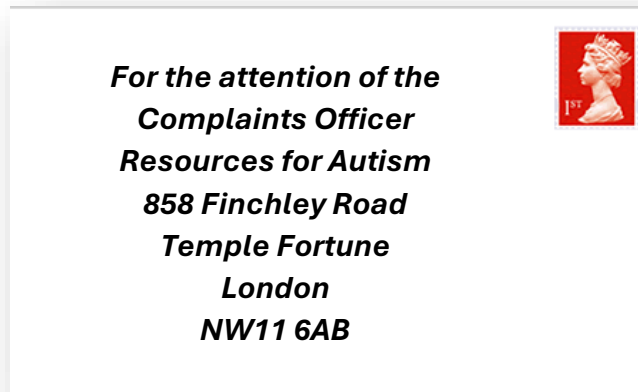 For the attention of the
Complaints Officer
Resources for Autism
858 Finchley Road
Temple Fortune
London
NW11 6AB
1ST